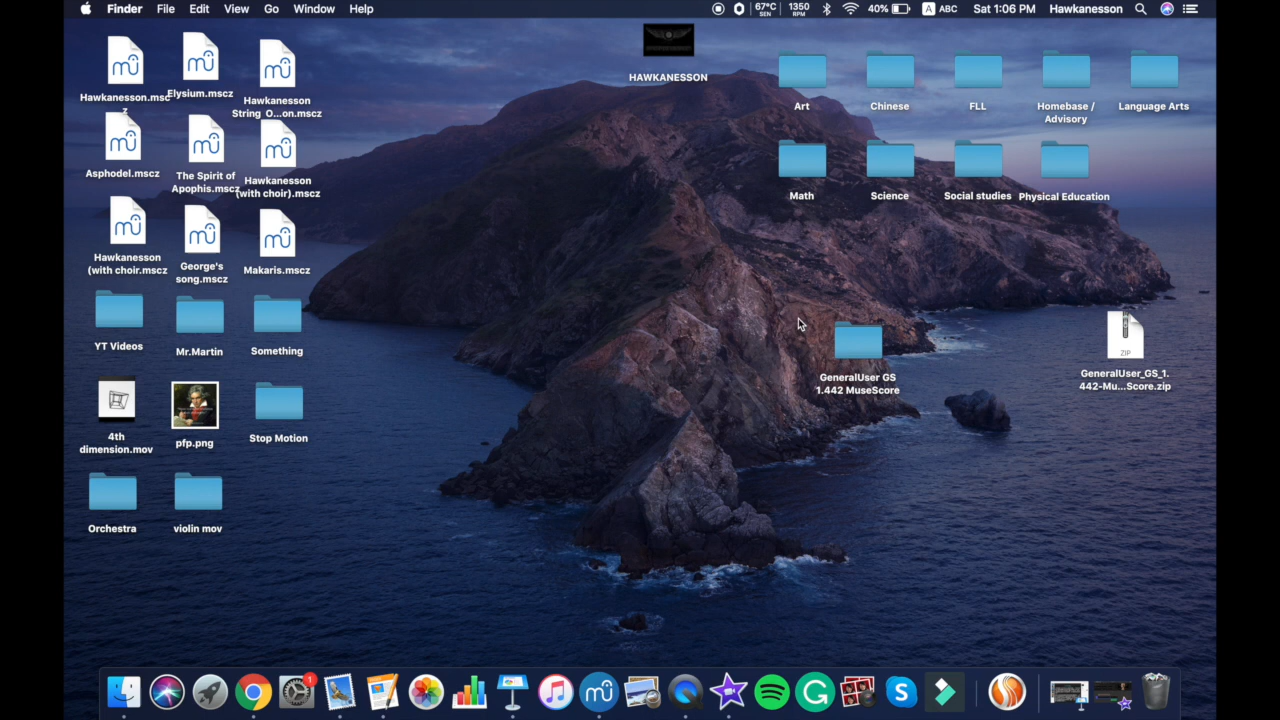 Finder File Edit View Go Window Help
67°C SEN 1350 RPM 40% A ABC Sat 1:06 PM Hawkanesson
Hawkanesson.msc
z
Elysium.mscz
Hawkanesson
String O...on.mscz
HAWKANESSON
Art
Chinese
FLL
Homebase /
Advisory
Language Arts
Asphodel.mscz
The Spirit of
Apophis.mscz
Hawkanesson
(with choir).mscz
Math
Science
Social studies
Physical Education
Hawkanesson
(with choir.mscz
George's
song.mscz
Makaris.mscz
YT Videos
Mr.Martin
Something
GeneralUser GS
1.442 MuseScore
ZIP
GeneralUser_GS_1.
442-Mu...Score.zip
4th
dimension.mov
pfp.png
Stop Motion
Orchestra
violin mov
1